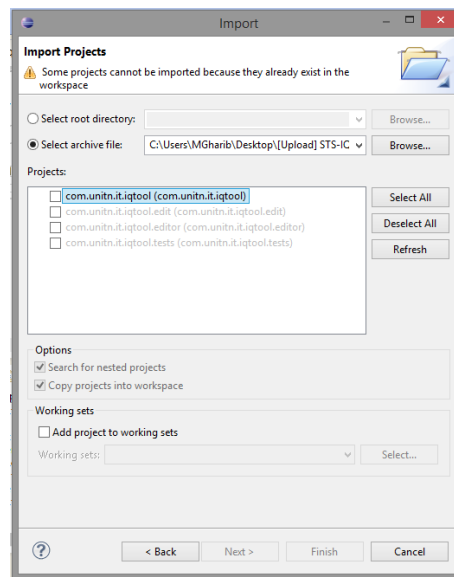 Import
Import Projects
Some projects cannot be imported because they already exist in the
workspace
Select root directory:
Browse...
Select archive file:
C:\Users\MGharib\Desktop\[Upload] STS-IC
Browse...
Projects:
com.unitn.it.iqtool (com.unitn.it.iqtool)
Select All
com.unitn.it.iqtool.edit (com.unitn.it.iqtool.edit)
com.unitn.it.iqtool.editor (com.unitn.it.iqtool.editor)
Deselect All
com.unitn.it.iqtool.tests (com.unitn.it.iqtool.tests)
Refresh
Options
Search for nested projects
Copy projects into workspace
Working sets
Add project to working sets
Working sets:
Select...
?
< Back
Next >
Finish
Cancel